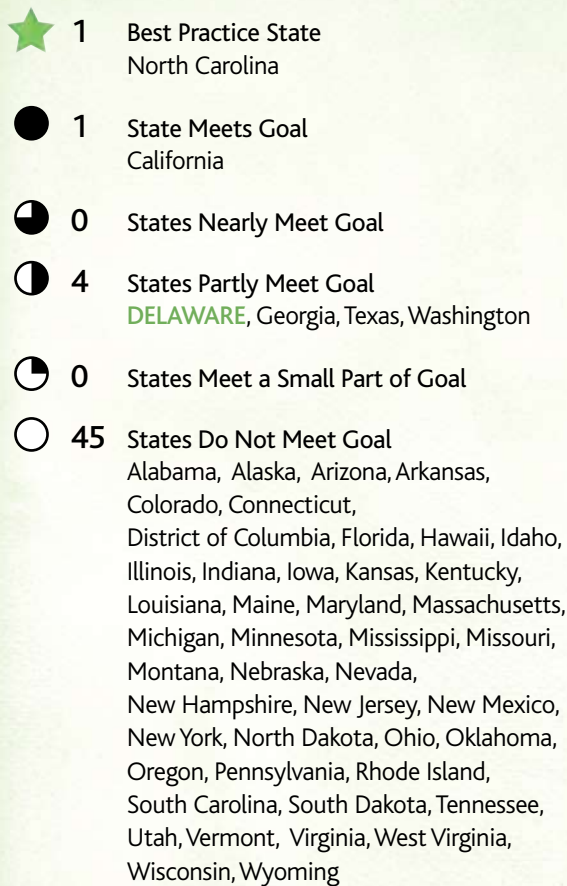 1 Best Practice State
North Carolina
1 State Meets Goal
California
0 States Nearly Meet Goal
4 States Partly Meet Goal
DELAWARE, Georgia, Texas, Washington
0 States Meet a Small Part of Goal
45 States Do Not Meet Goal
Alabama, Alaska, Arizona, Arkansas,
Colorado, Connecticut,
District of Columbia, Florida, Hawaii, Idaho,
Illinois, Indiana, Iowa, Kansas, Kentucky,
Louisiana, Maine, Maryland, Massachusetts,
Michigan, Minnesota, Mississippi, Missouri,
Montana, Nebraska, Nevada,
New Hampshire, New Jersey, New Mexico,
New York, North Dakota, Ohio, Oklahoma,
Oregon, Pennsylvania, Rhode Island,
South Carolina, South Dakota, Tennessee,
Utah, Vermont, Virginia, West Virginia,
Wisconsin, Wyoming